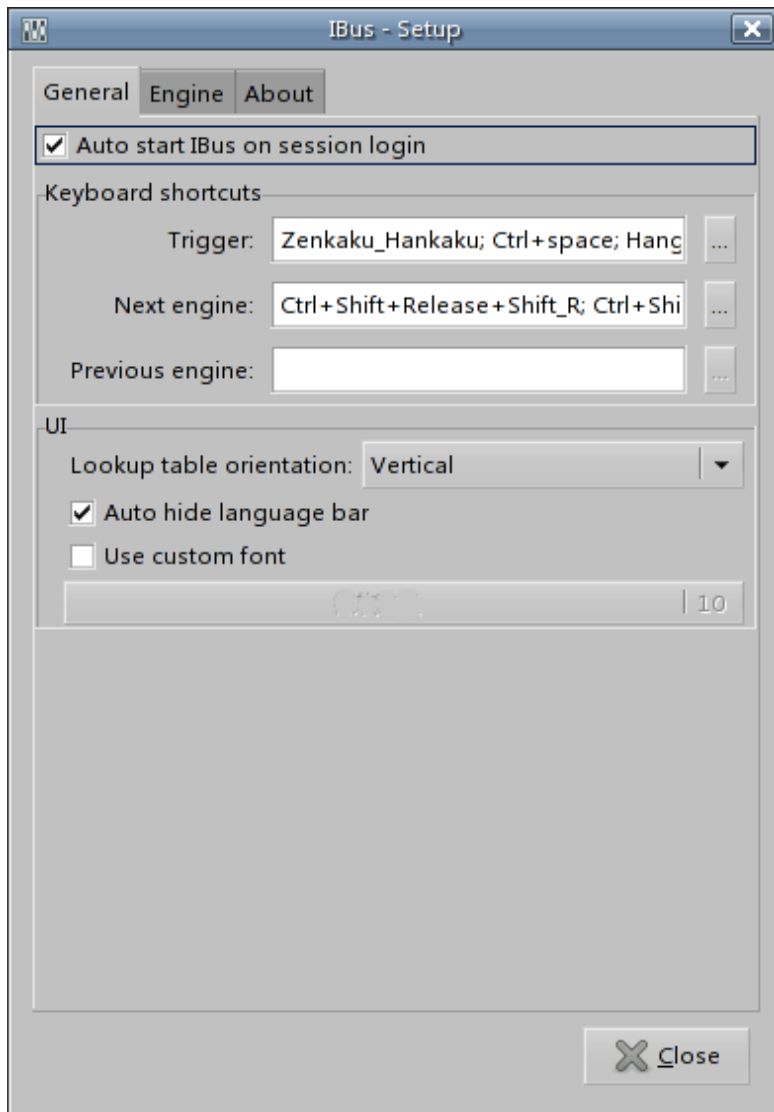 IBus - Setup
General Engine About
Auto start IBus on session login
Keyboard shortcuts
Trigger: Zenkaku_Hankaku; Ctrl+space; Hang ...
Next engine: Ctrl+Shift+Release+Shift_R; Ctrl+Shi ...
Previous engine: ...
UI
Lookup table orientation: Vertical
Auto hide language bar
Use custom font
10
Close